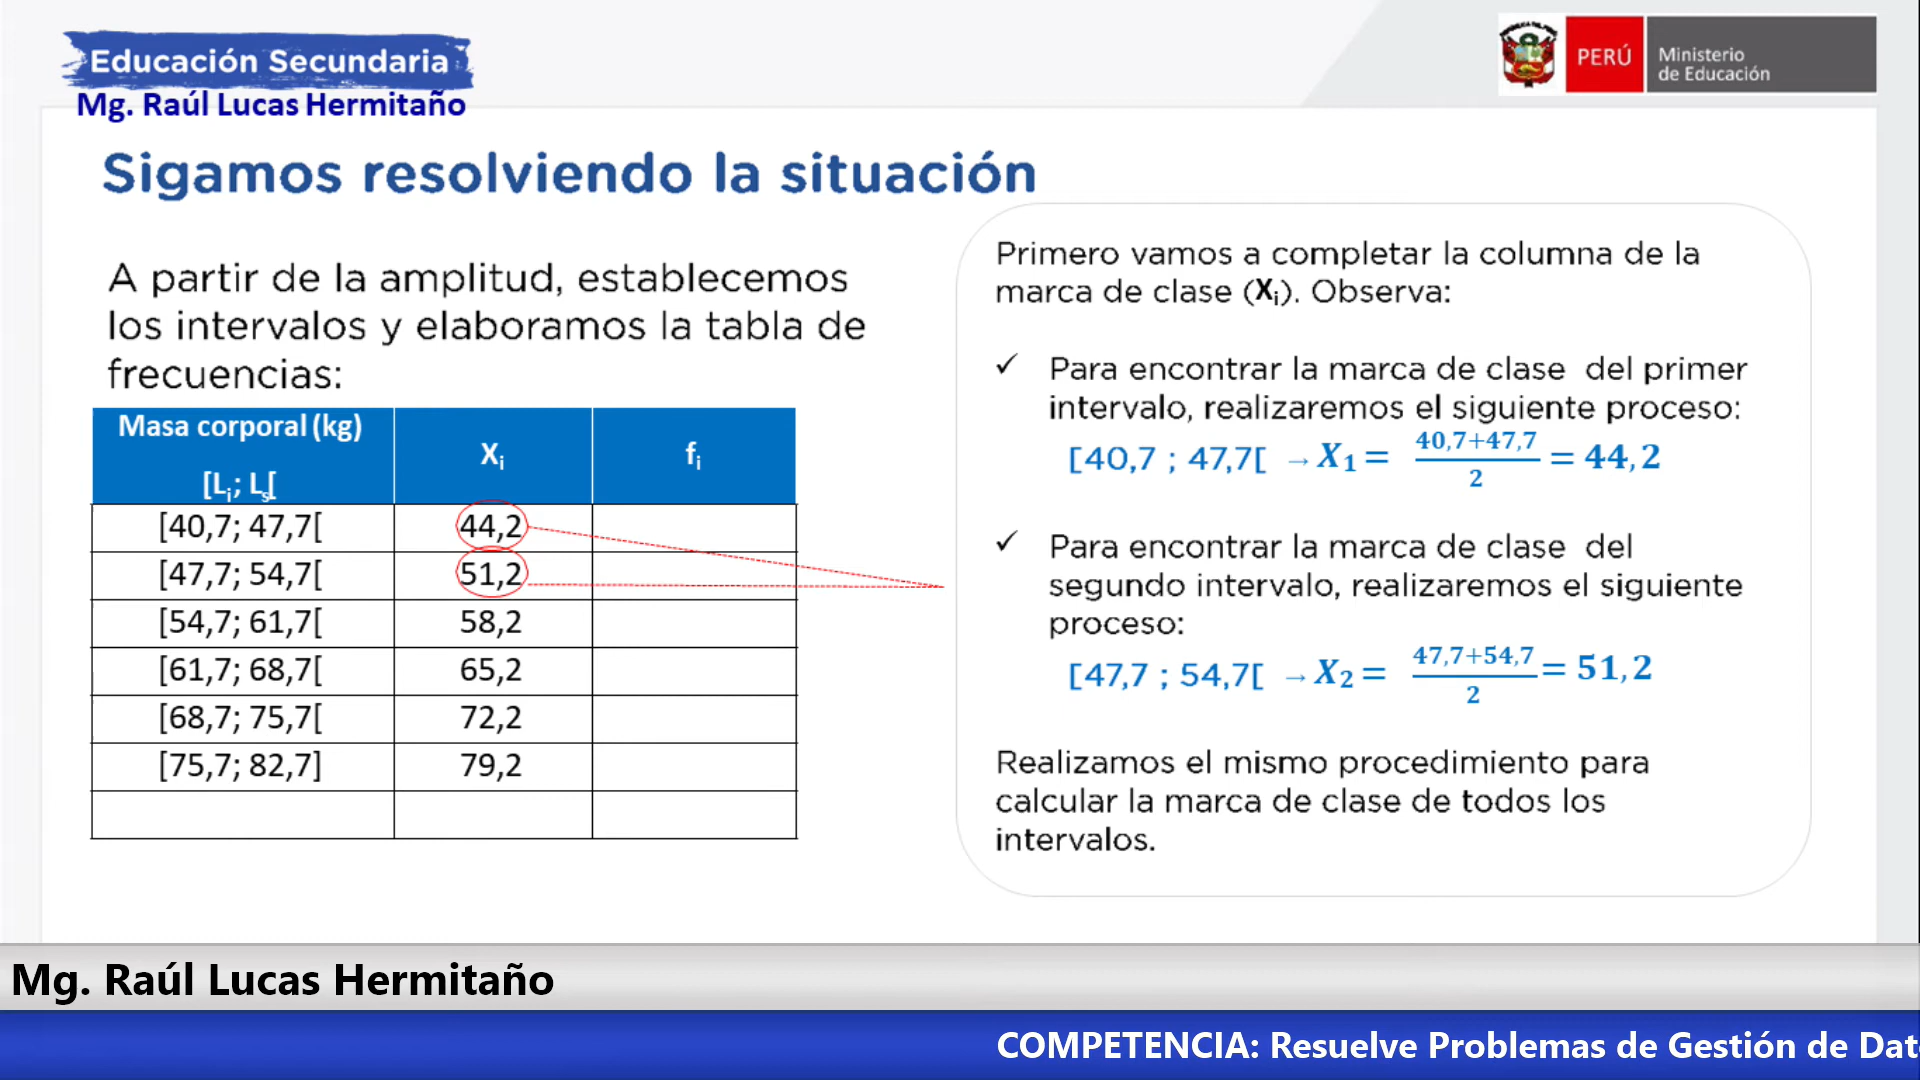 Educación Secundaria
Mg. Raúl Lucas Hermitaño
PERÚ
Ministerio
de Educación
Sigamos resolviendo la situación
A partir de la amplitud, establecemos
los intervalos y elaboramos la tabla de
frecuencias:
Masa corporal (kg)
[Li; Ls[
Xi
fi
[40,7; 47,7[ 44,2
[47,7; 54,7[ 51,2
[54,7; 61,7[ 58,2
[61,7; 68,7[ 65,2
[68,7; 75,7[ 72,2
[75,7; 82,7] 79,2
Primero vamos a completar la columna de la
marca de clase (Xi). Observa:
✓ Para encontrar la marca de clase del primer
intervalo, realizaremos el siguiente proceso:
[40,7 ; 47,7[ → X1 = (40,7+47,7)/2 = 44,2
✓ Para encontrar la marca de clase del
segundo intervalo, realizaremos el siguiente
proceso:
[47,7 ; 54,7[ → X2 = (47,7+54,7)/2 = 51,2
Realizamos el mismo procedimiento para
calcular la marca de clase de todos los
intervalos.
Mg. Raúl Lucas Hermitaño
COMPETENCIA: Resuelve Problemas de Gestión de Dat